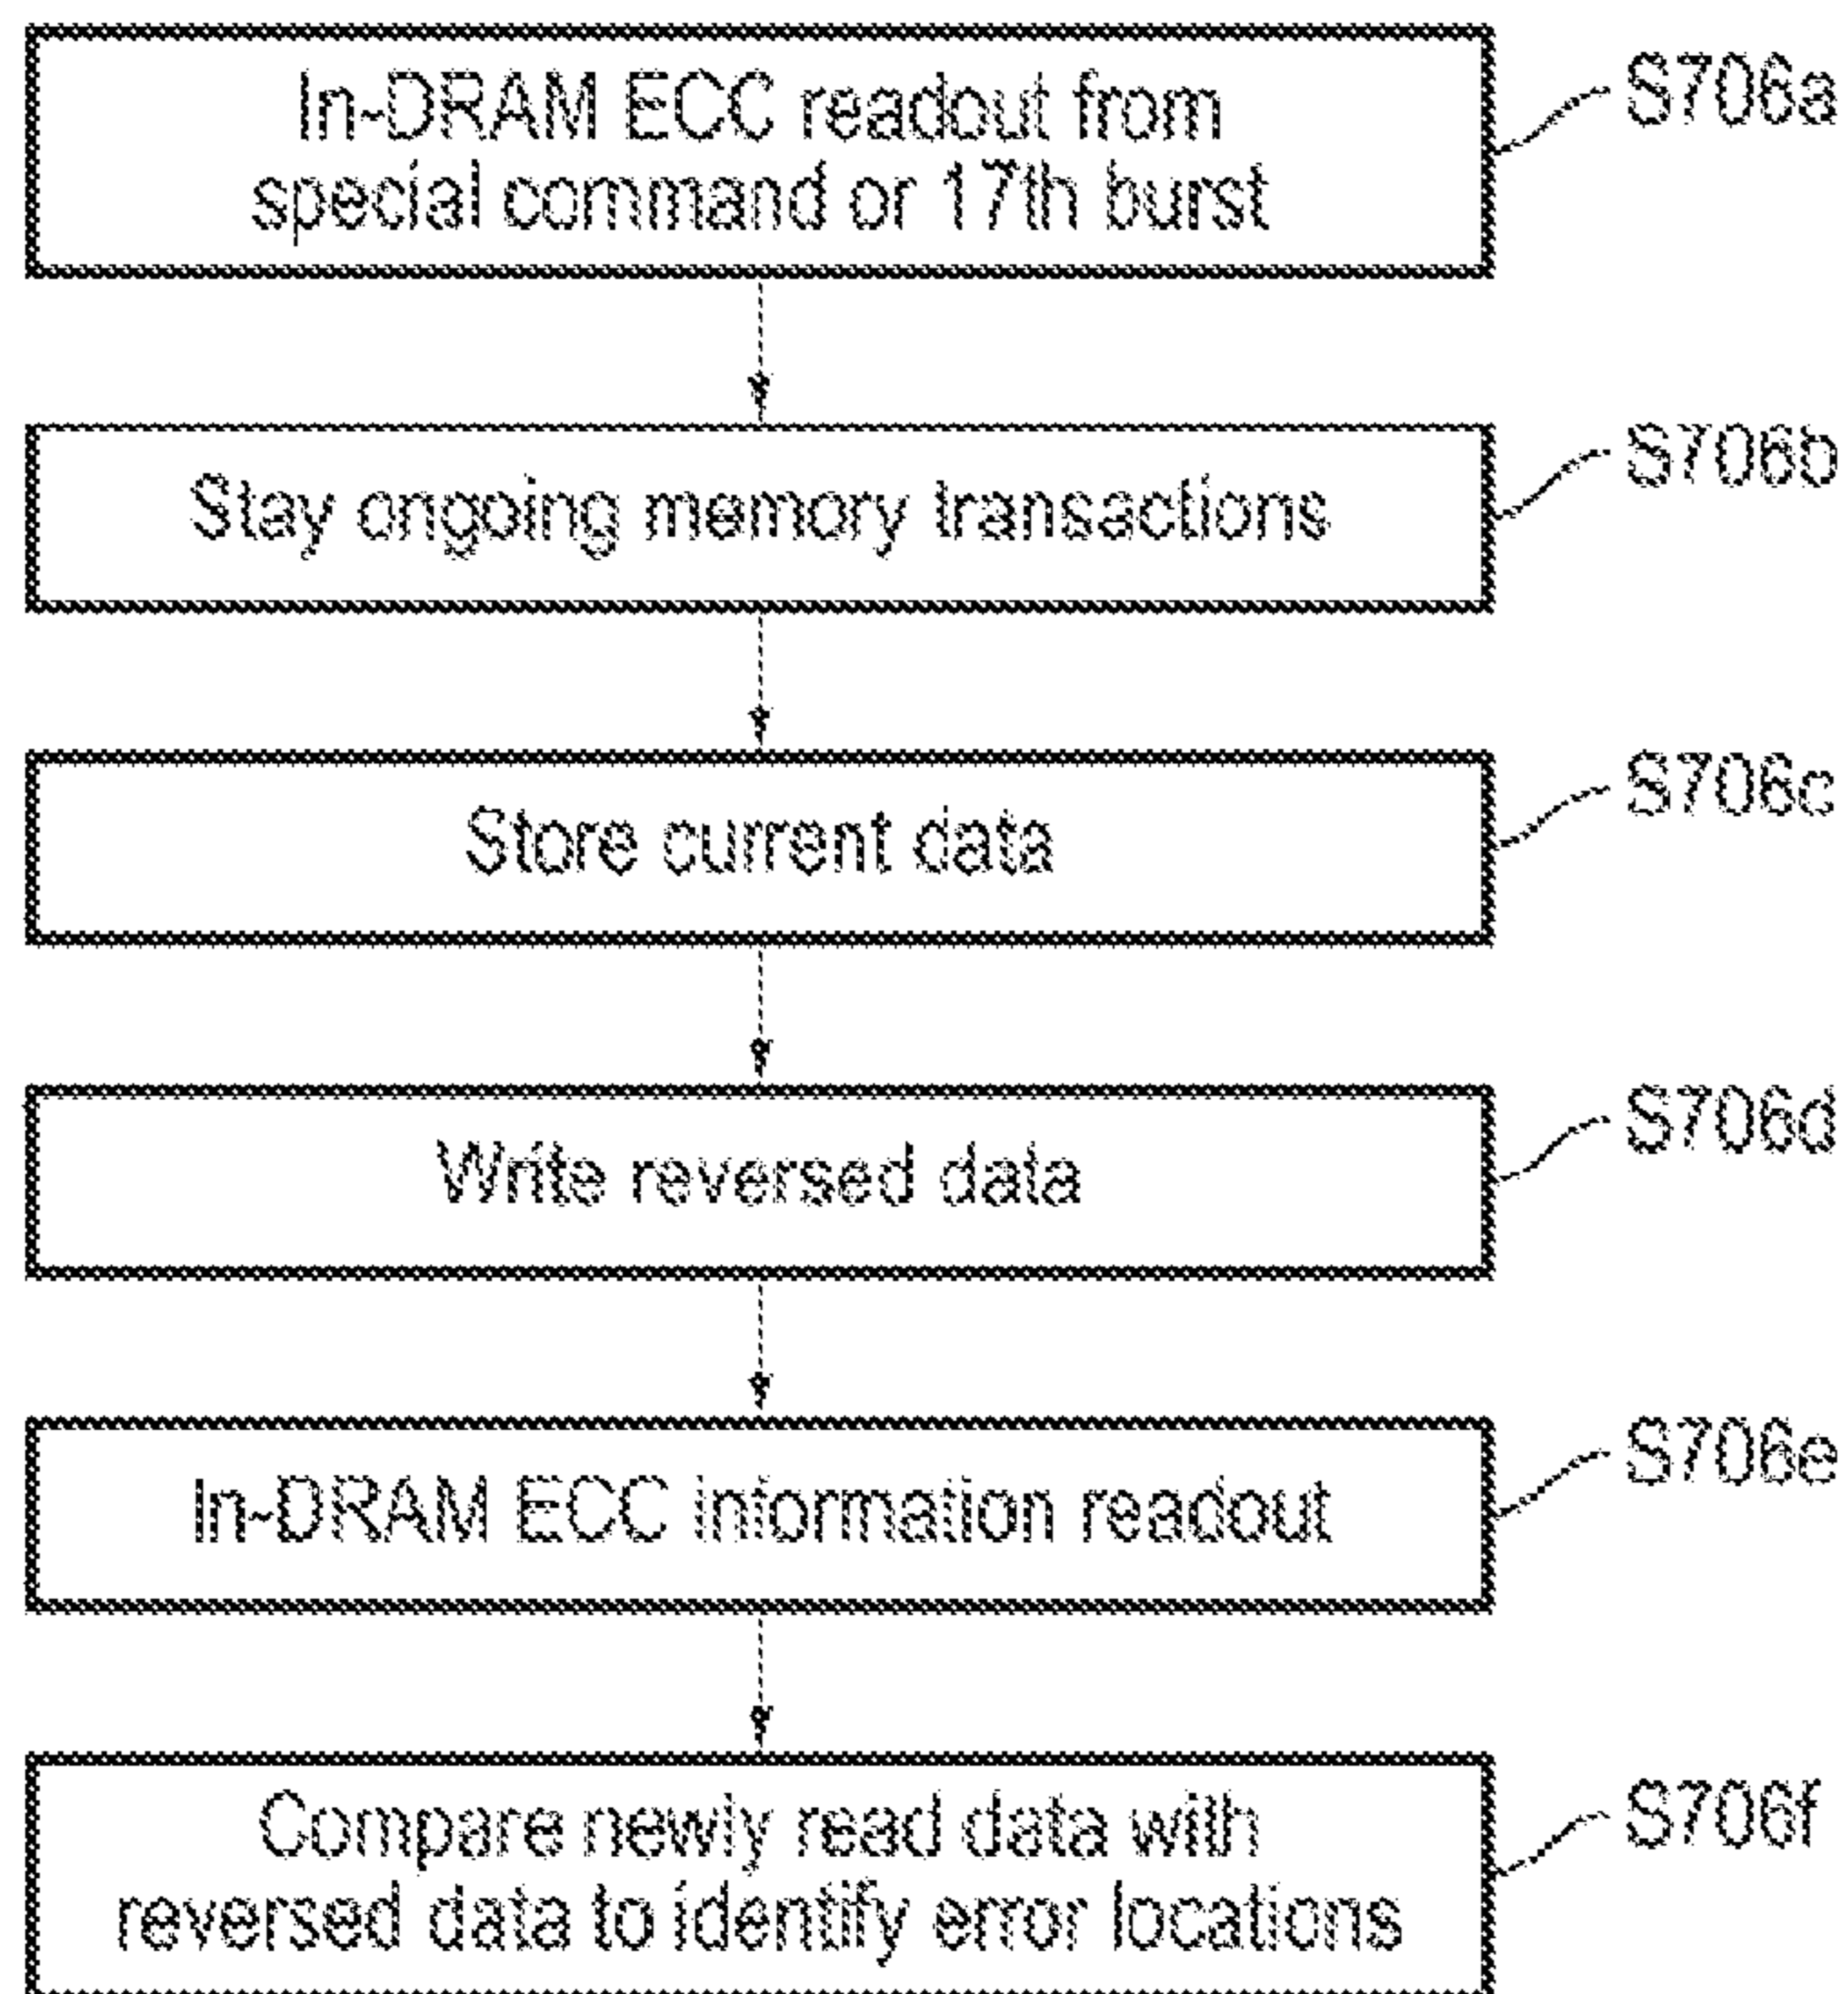 In-DRAM ECC readout from
special command or 17th burst
S706a
Stay ongoing memory transactions
S706b
Store current data
S706c
Write reversed data
S706d
In-DRAM ECC information readout
S706e
Compare newly read data with
reversed data to identify error locations
S706f